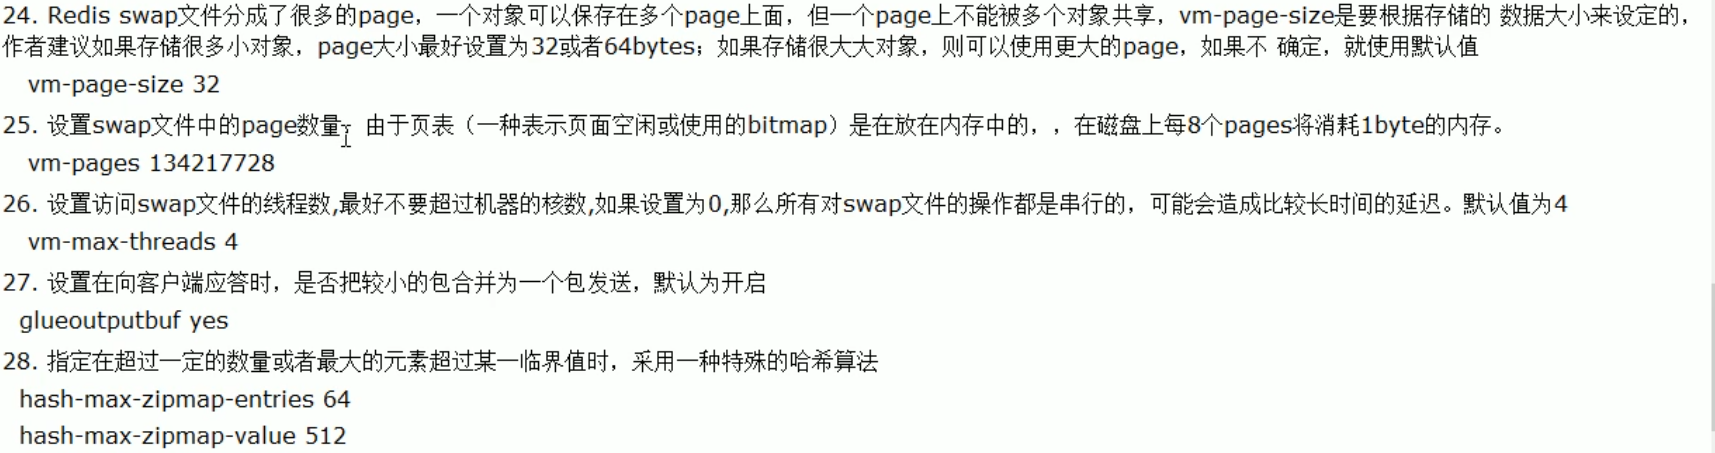 24. Redis swap文件分成了很多的page，一个对象可以保存在多个page上面，但一个page上不能被多个对象共享，vm-page-size是要根据存储的 数据大小来设定的，
作者建议如果存储很多小对象，page大小最好设置为32或者64bytes；如果存储很大大对象，则可以使用更大的page，如果不 确定，就使用默认值
vm-page-size 32
25. 设置swap文件中的page数量，由于页表（一种表示页面空闲或使用的bitmap）是在放在内存中的，，在磁盘上每8个pages将消耗1byte的内存。
vm-pages 134217728
26. 设置访问swap文件的线程数,最好不要超过机器的核数,如果设置为0,那么所有对swap文件的操作都是串行的，可能会造成比较长时间的延迟。默认值为4
vm-max-threads 4
27. 设置在向客户端应答时，是否把较小的包合并为一个包发送，默认为开启
glueoutputbuf yes
28. 指定在超过一定的数量或者最大的元素超过某一临界值时，采用一种特殊的哈希算法
hash-max-zipmap-entries 64
hash-max-zipmap-value 512